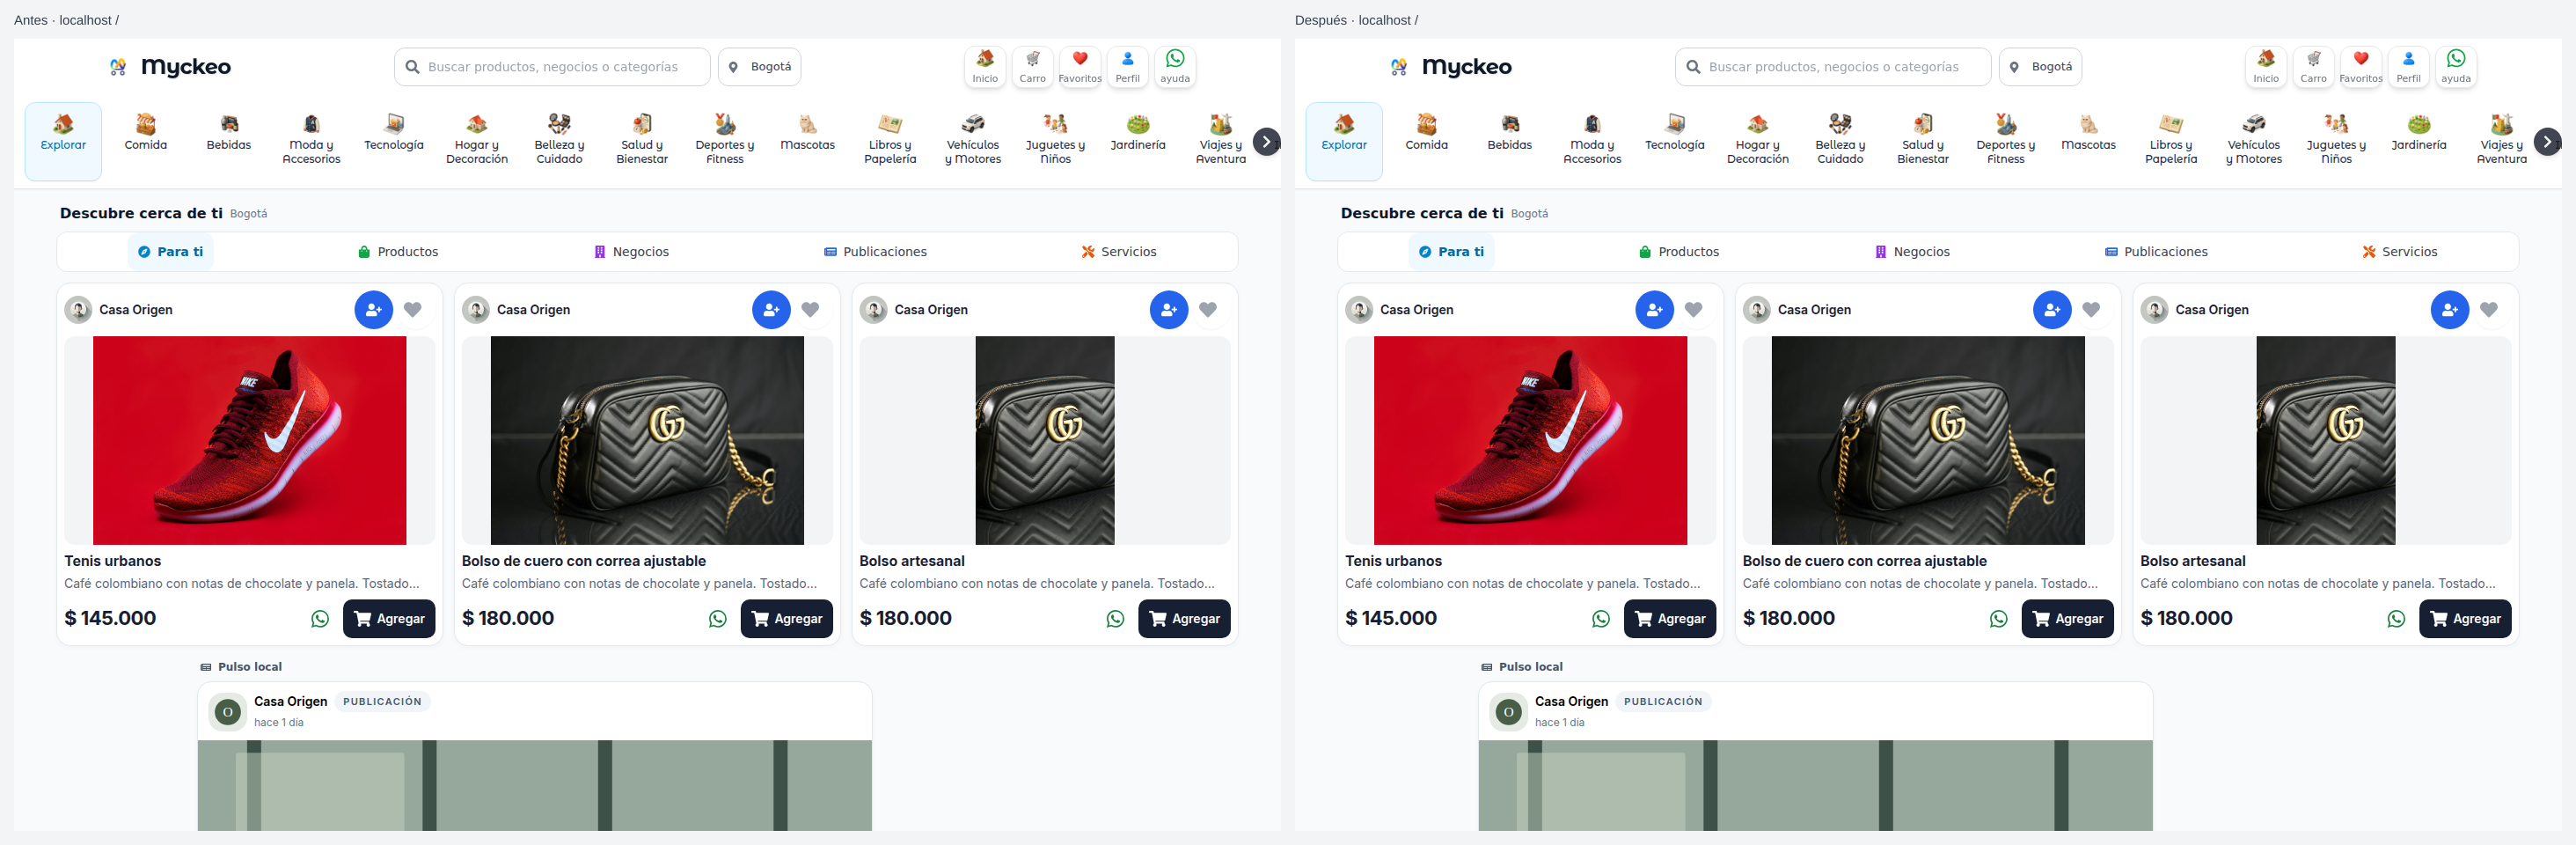 Antes · localhost /
Myckeo
Buscar productos, negocios o categorías
Bogotá
Inicio
Carro
Favoritos
Perfil
ayuda
Explorar
Comida
Bebidas
Moda y
Accesorios
Tecnología
Hogar y
Decoración
Belleza y
Cuidado
Salud y
Bienestar
Deportes y
Fitness
Mascotas
Libros y
Papelería
Vehículos
y Motores
Juguetes y
Niños
Jardinería
Viajes y
Aventura
Descubre cerca de ti Bogotá
Para ti
Productos
Negocios
Publicaciones
Servicios
Casa Origen
Casa Origen
Casa Origen
NIKE
Tenis urbanos
Café colombiano con notas de chocolate y panela. Tostado...
$ 145.000
Agregar
Bolso de cuero con correa ajustable
Café colombiano con notas de chocolate y panela. Tostado...
$ 180.000
Agregar
Bolso artesanal
Café colombiano con notas de chocolate y panela. Tostado...
$ 180.000
Agregar
Pulso local
O
Casa Origen PUBLICACIÓN
hace 1 día
Después · localhost /
Myckeo
Buscar productos, negocios o categorías
Bogotá
Inicio
Carro
Favoritos
Perfil
ayuda
Explorar
Comida
Bebidas
Moda y
Accesorios
Tecnología
Hogar y
Decoración
Belleza y
Cuidado
Salud y
Bienestar
Deportes y
Fitness
Mascotas
Libros y
Papelería
Vehículos
y Motores
Juguetes y
Niños
Jardinería
Viajes y
Aventura
Descubre cerca de ti Bogotá
Para ti
Productos
Negocios
Publicaciones
Servicios
Casa Origen
Casa Origen
Casa Origen
NIKE
Tenis urbanos
Café colombiano con notas de chocolate y panela. Tostado...
$ 145.000
Agregar
Bolso de cuero con correa ajustable
Café colombiano con notas de chocolate y panela. Tostado...
$ 180.000
Agregar
Bolso artesanal
Café colombiano con notas de chocolate y panela. Tostado...
$ 180.000
Agregar
Pulso local
O
Casa Origen PUBLICACIÓN
hace 1 día